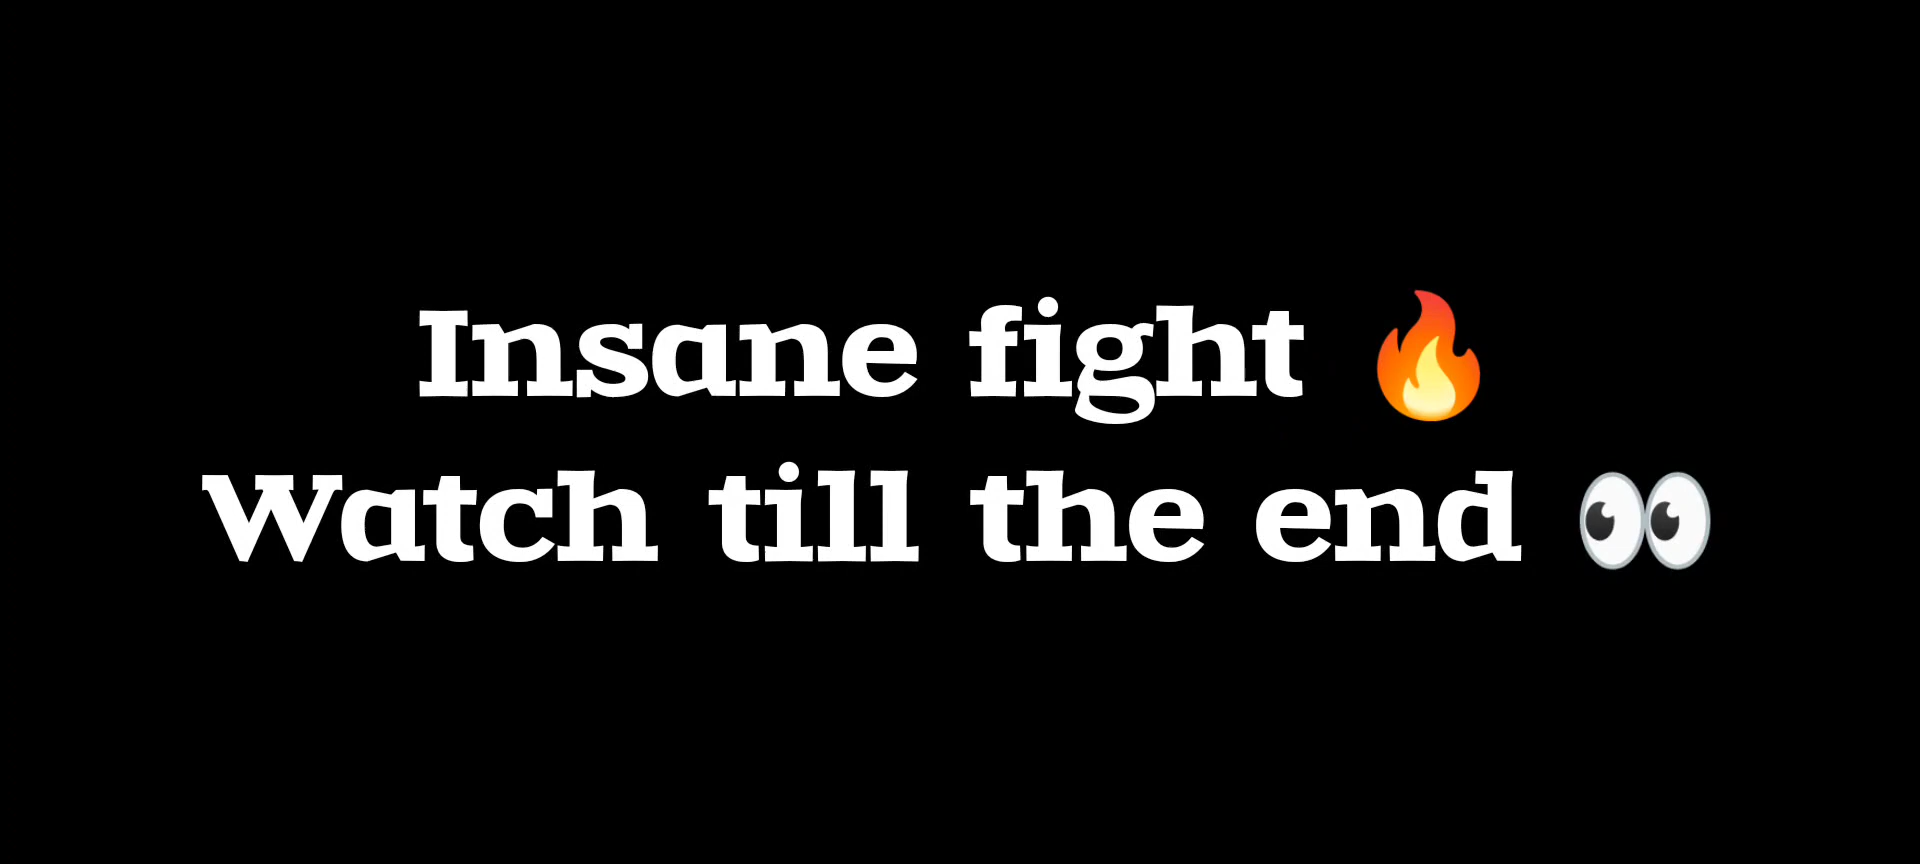 Insane fight 🔥
Watch till the end 👀